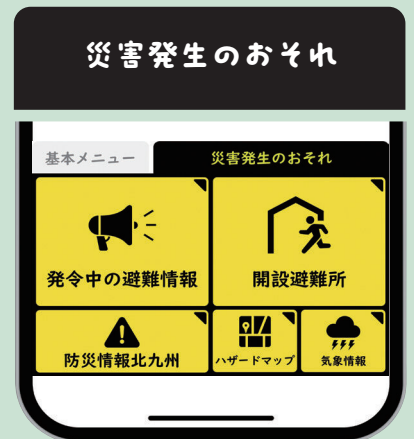 災害発生のおそれ
基本メニュー
災害発生のおそれ
発令中の避難情報
開設避難所
防災情報北九州
ハザードマップ
気象情報